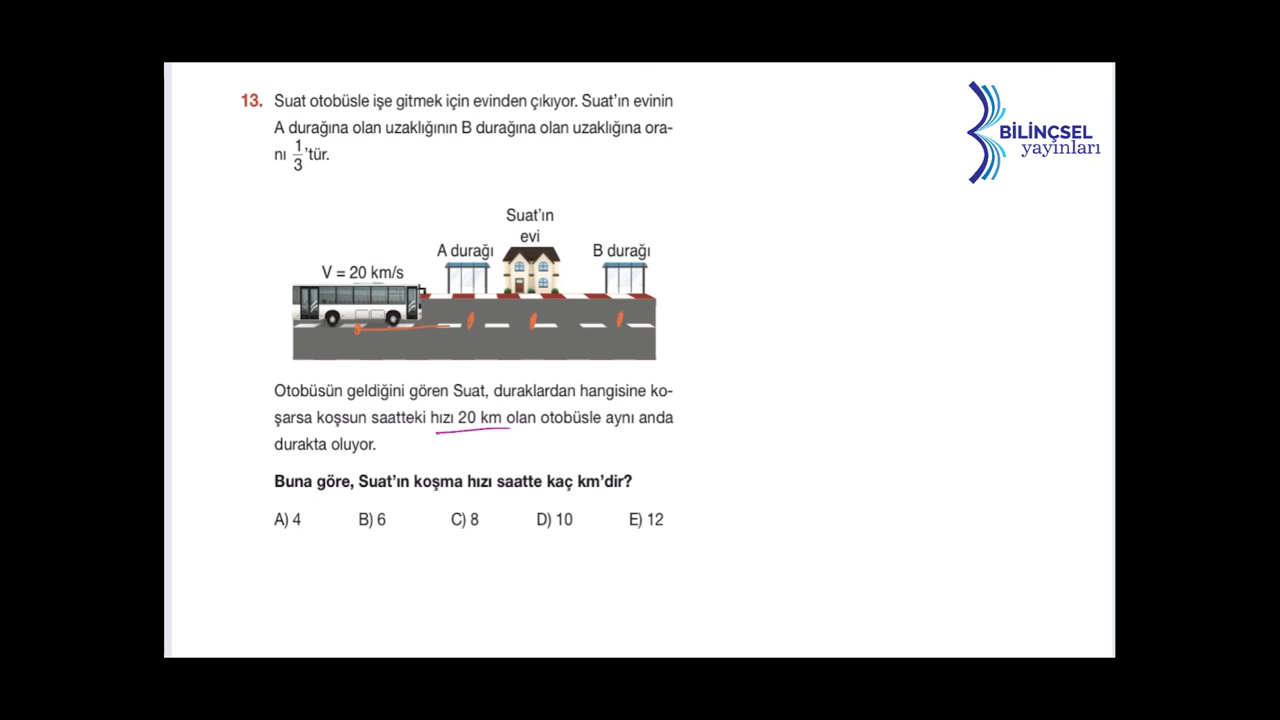 13. Suat otobüsle işe gitmek için evinden çıkıyor. Suat'ın evinin
A durağına olan uzaklığının B durağına olan uzaklığına ora-
nı 1/3'tür.
BİLİNÇSEL
yayınları
Suat'ın
evi
A durağı
B durağı
V = 20 km/s
Otobüsün geldiğini gören Suat, duraklardan hangisine ko-
şarsa koşsun saatteki hızı 20 km olan otobüsle aynı anda
durakta oluyor.
Buna göre, Suat'ın koşma hızı saatte kaç km'dir?
A) 4 B) 6 C) 8 D) 10 E) 12